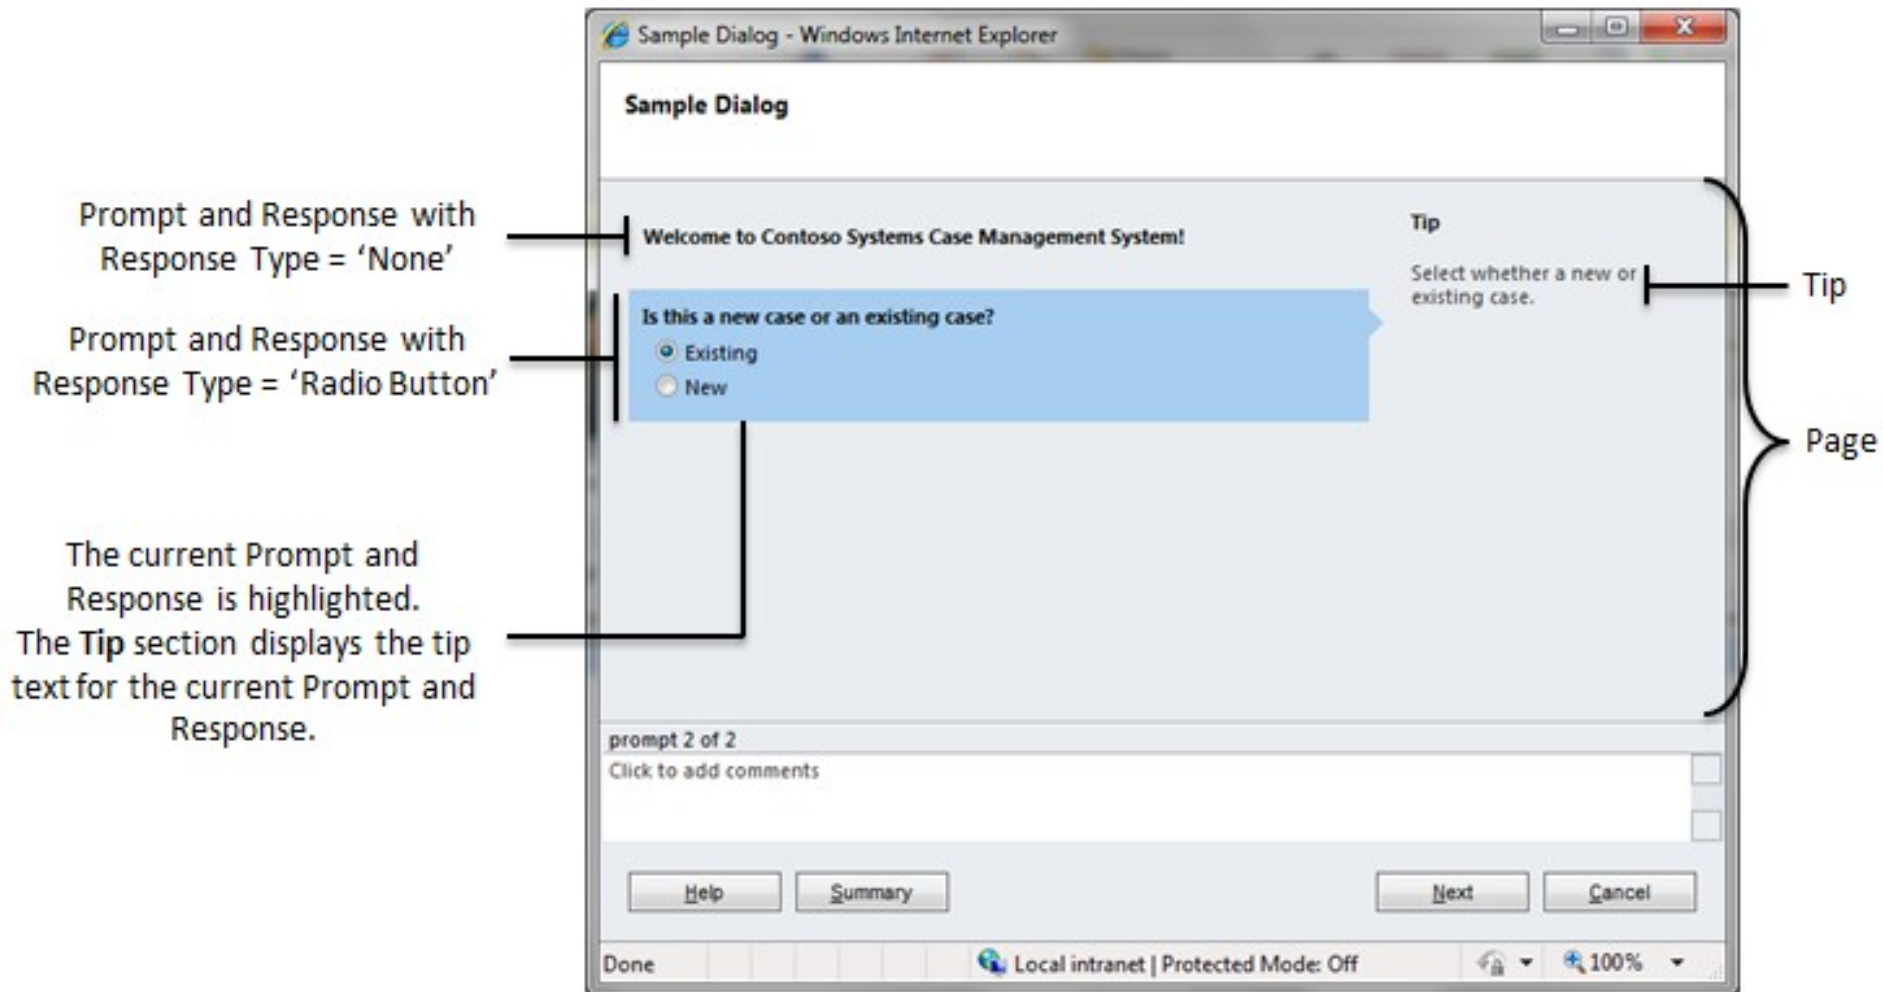 Sample Dialog - Windows Internet Explorer
Sample Dialog
Prompt and Response with
Response Type = ‘None’
Welcome to Contoso Systems Case Management System!
Tip
Select whether a new or
existing case.
Tip
Prompt and Response with
Response Type = ‘Radio Button’
Is this a new case or an existing case?
Existing
New
Page
The current Prompt and
Response is highlighted.
The Tip section displays the tip
text for the current Prompt and
Response.
prompt 2 of 2
Click to add comments
Help
Summary
Next
Cancel
Done
Local intranet | Protected Mode: Off
100%